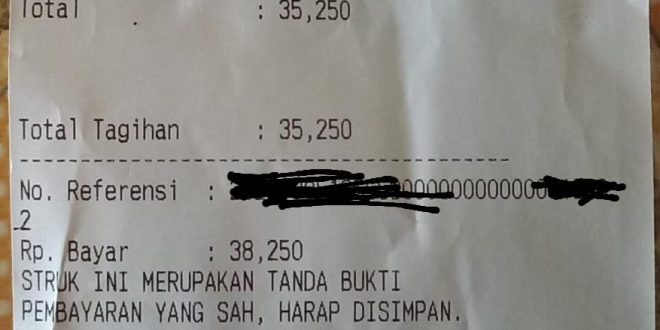 Total : 35,250
Total Tagihan : 35,250
No. Referensi :
2
Rp. Bayar : 38,250
STRUK INI MERUPAKAN TANDA BUKTI
PEMBAYARAN YANG SAH, HARAP DISIMPAN.